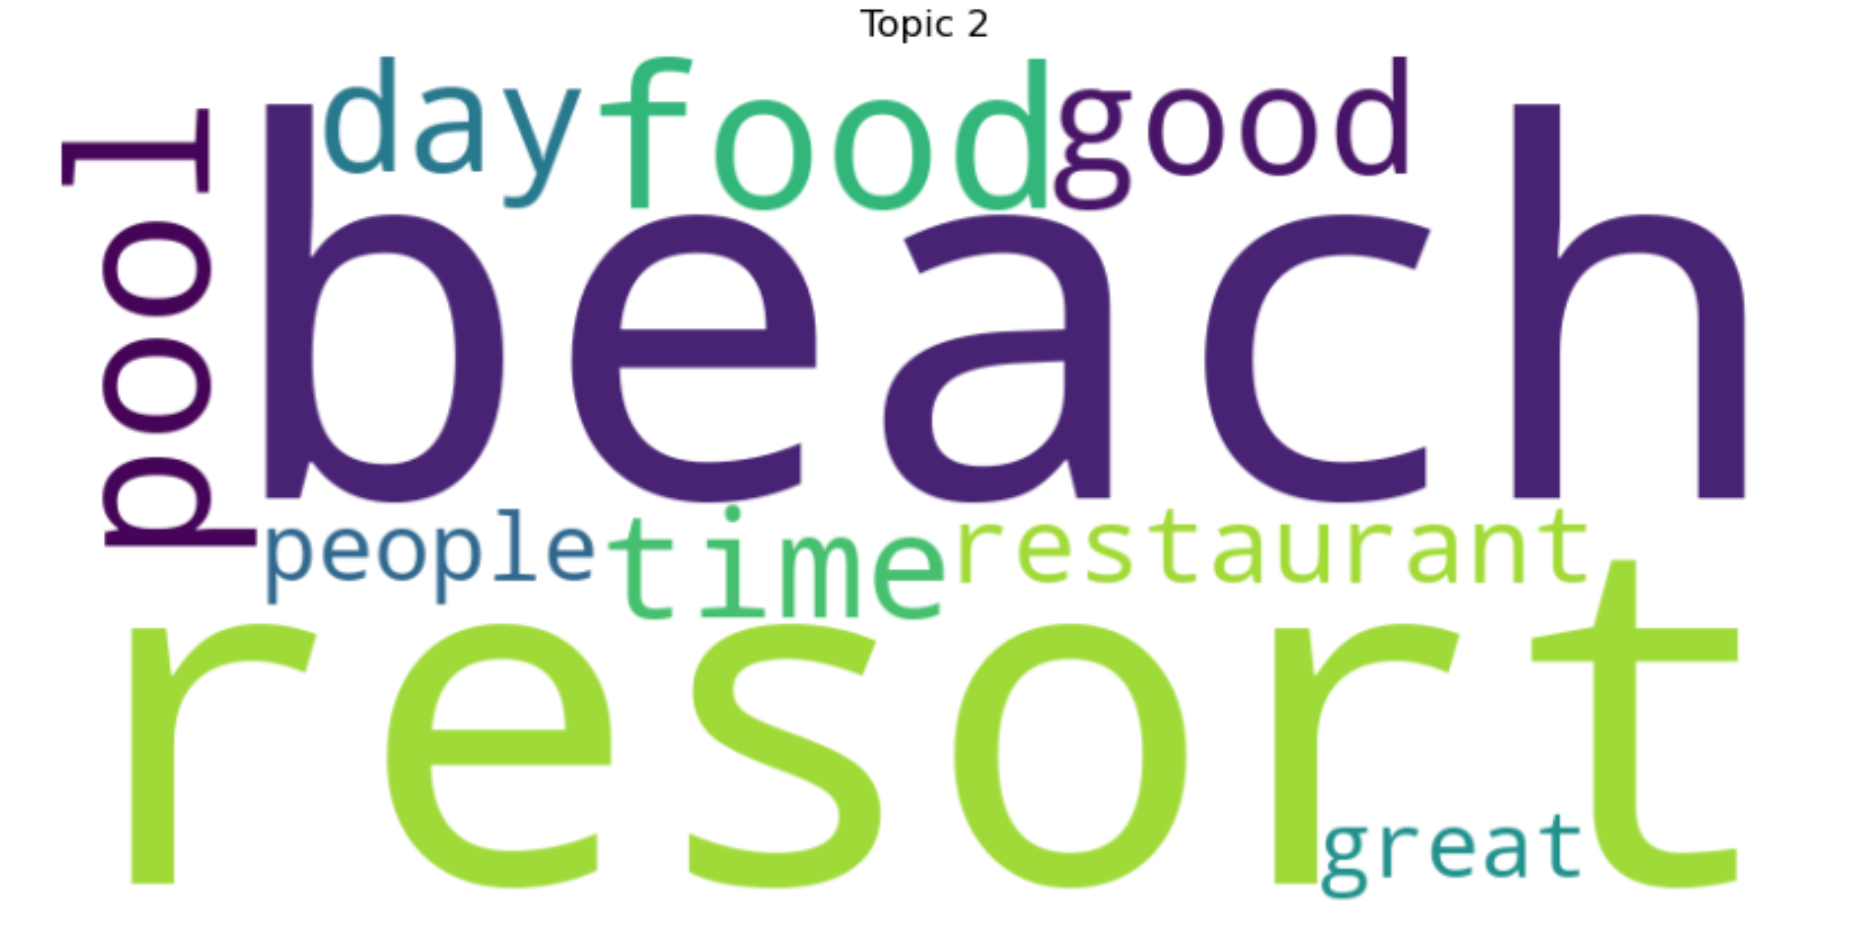 Topic 2
day food good
pool
beach
people time restaurant
resort
great